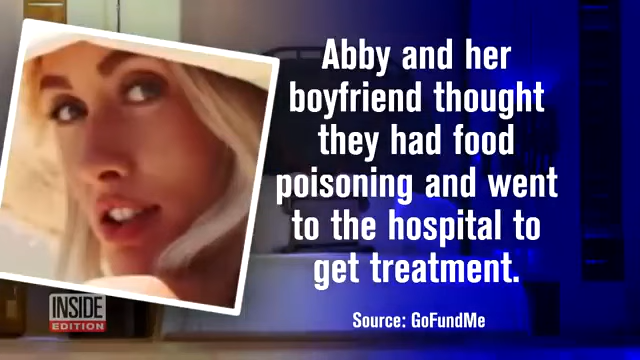 Abby and her
boyfriend thought
they had food
poisoning and went
to the hospital to
get treatment.
Source: GoFundMe
INSIDE
EDITION